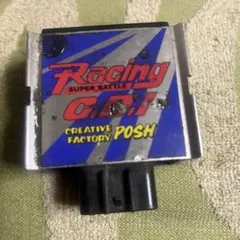 Racing
SUPER BATTLE
C.D.I
CREATIVE
FACTORY POSH